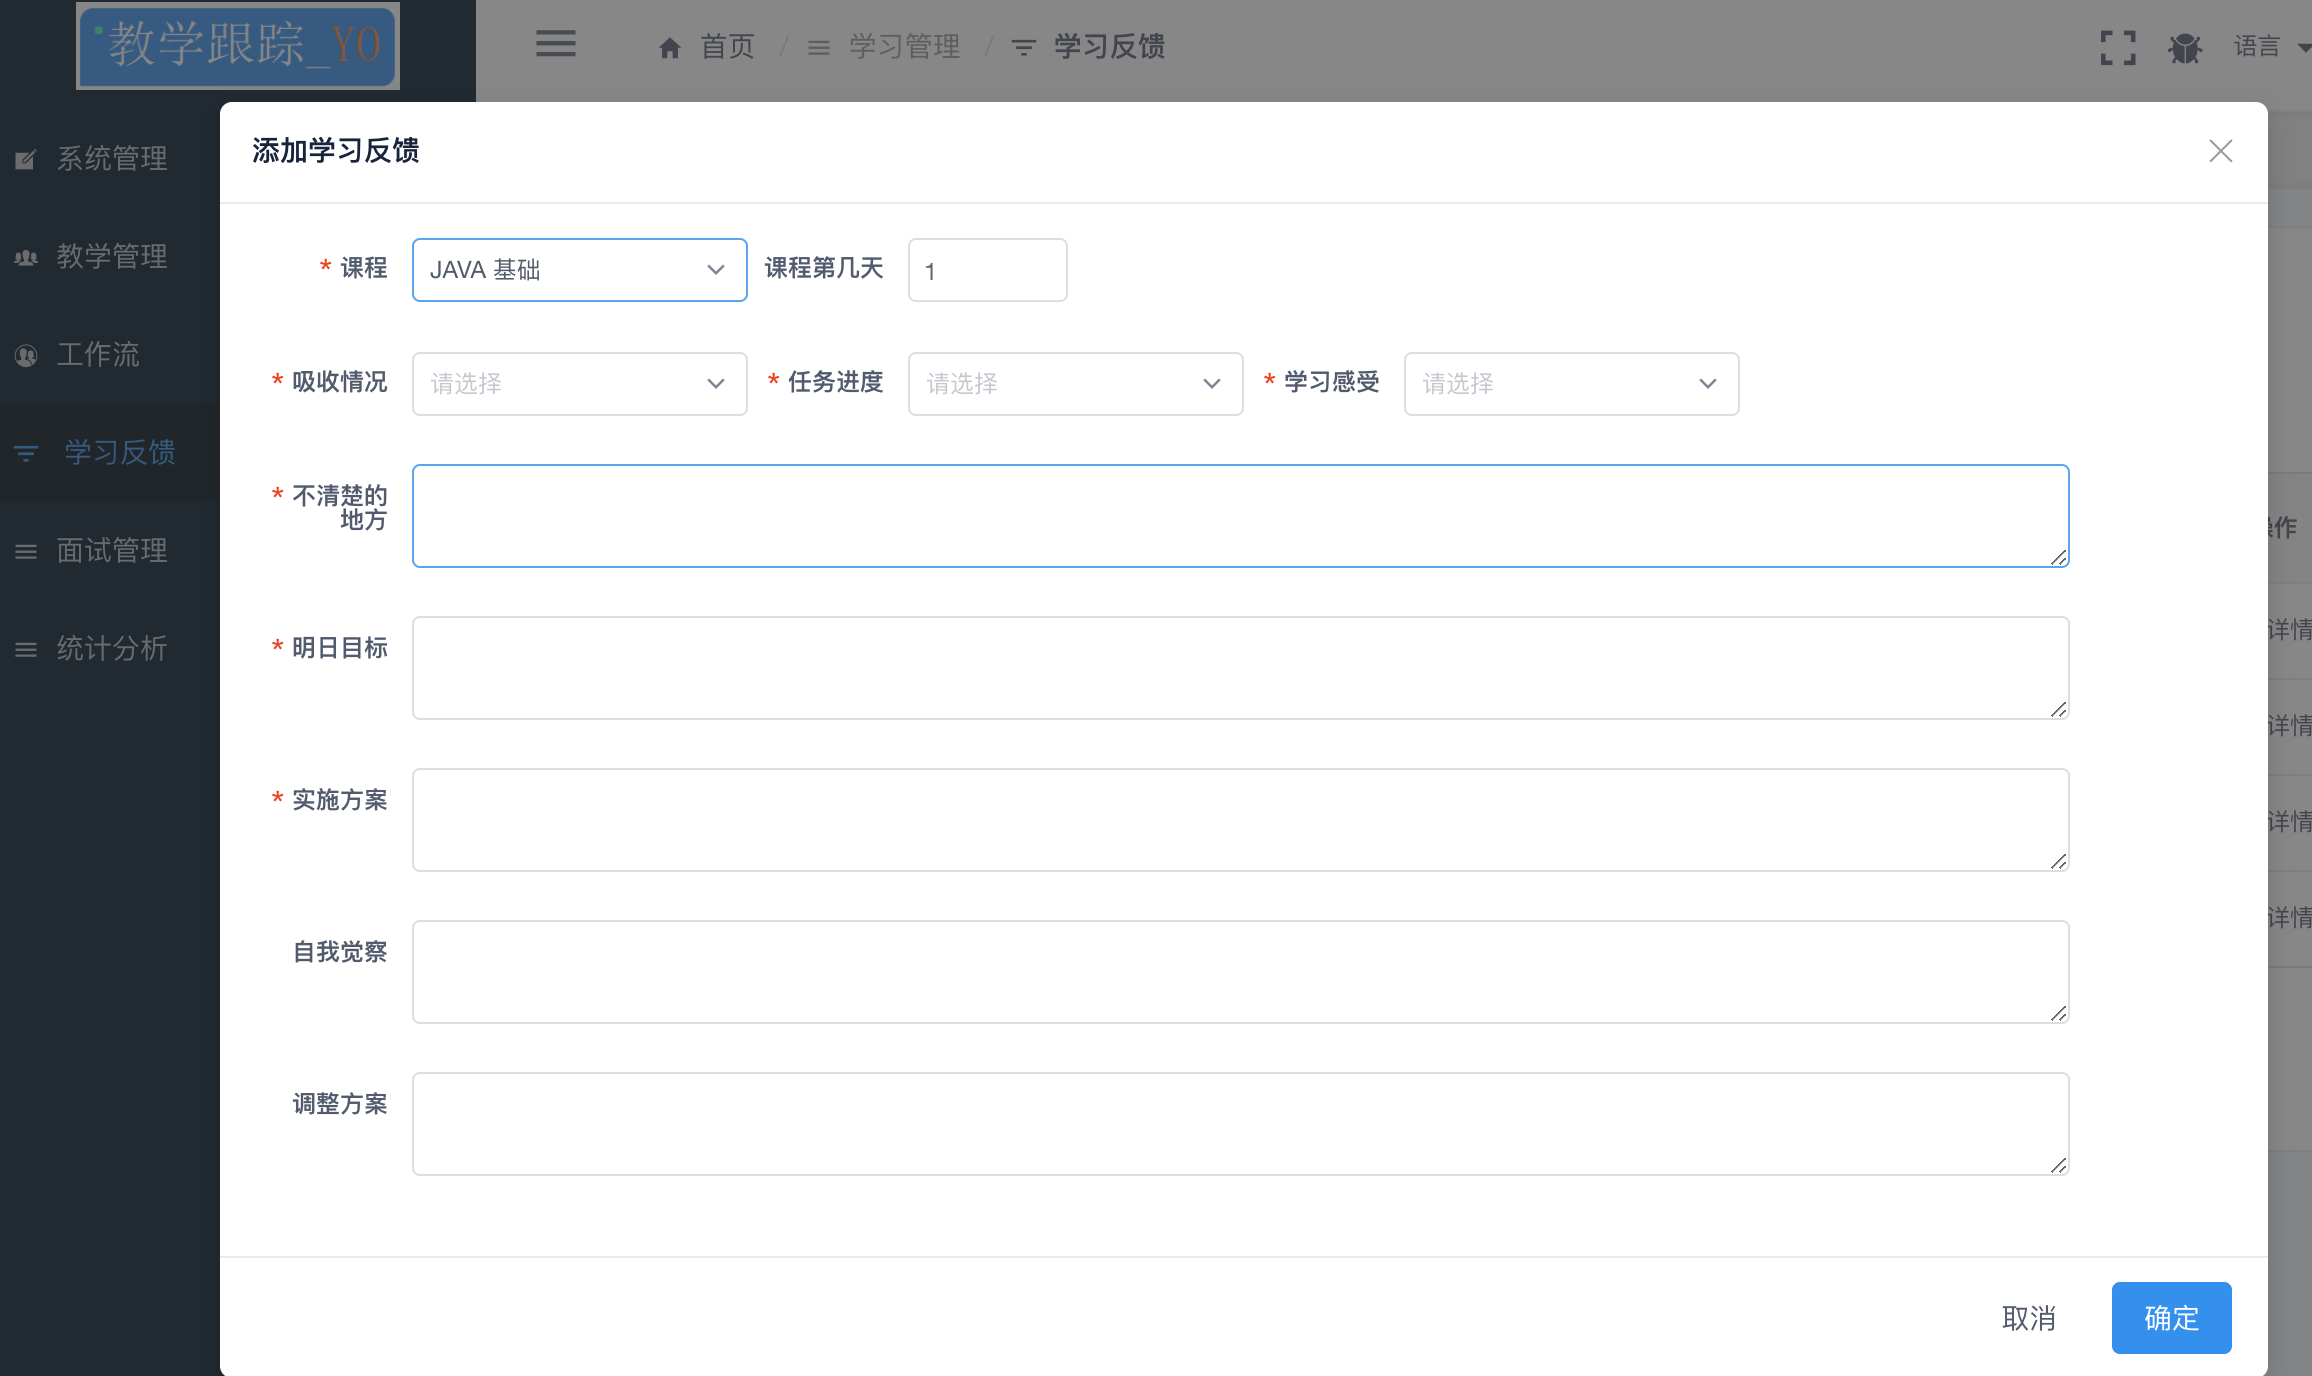 教学跟踪_YO
首页 / 学习管理 / 学习反馈
语言
系统管理
教学管理
工作流
学习反馈
面试管理
统计分析
添加学习反馈
* 课程 JAVA 基础 课程第几天 1
* 吸收情况 请选择 * 任务进度 请选择 * 学习感受 请选择
* 不清楚的
地方
* 明日目标
* 实施方案
自我觉察
调整方案
取消 确定
作
详情
详情
详情
详情